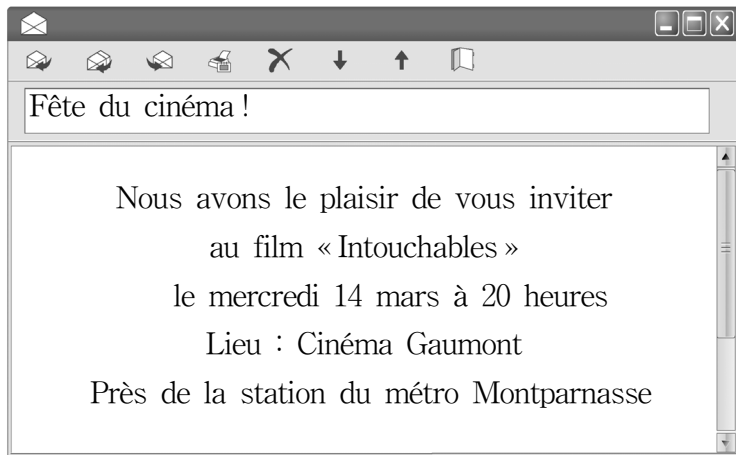 Fête du cinéma !
Nous avons le plaisir de vous inviter
au film « Intouchables »
le mercredi 14 mars à 20 heures
Lieu : Cinéma Gaumont
Près de la station du métro Montparnasse